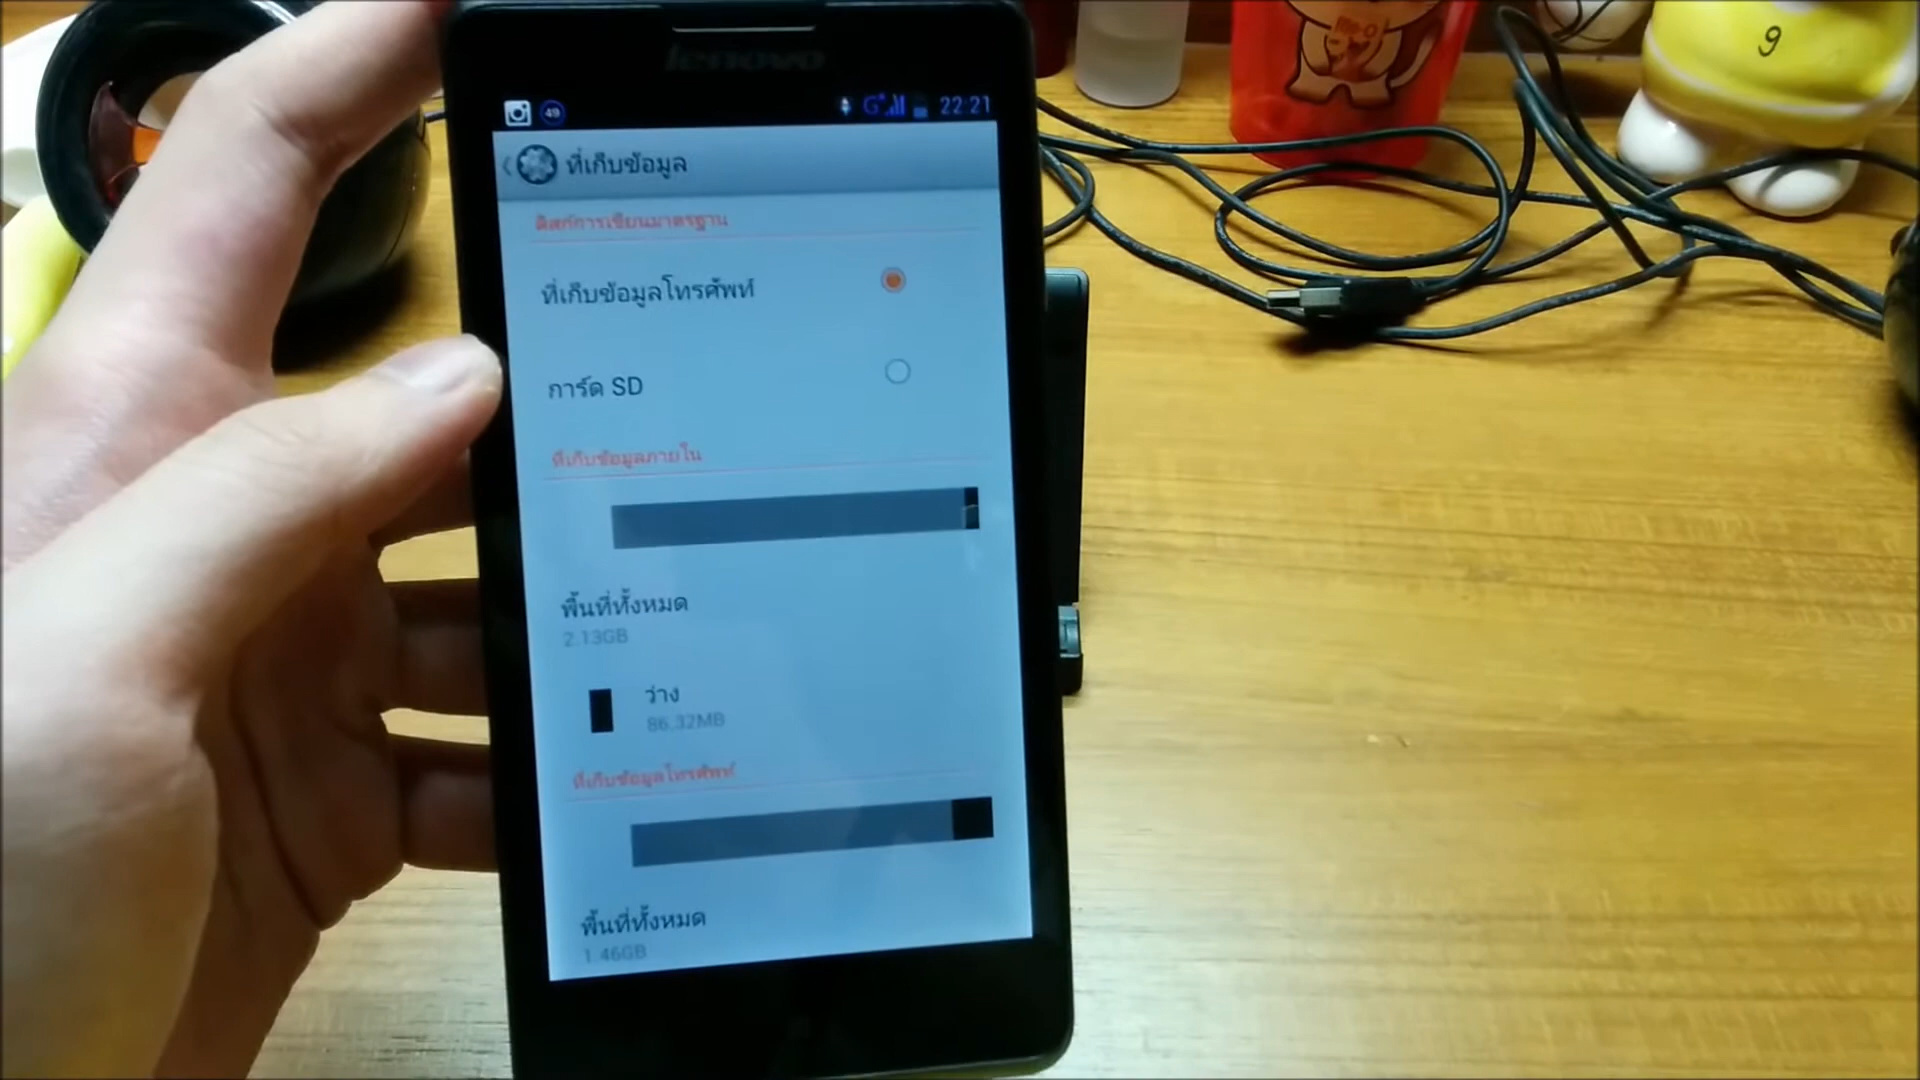 Me-O
9
lenovo
49 G 22:21
ที่เก็บข้อมูล
ดิสก์การเขียนมาตรฐาน
ที่เก็บข้อมูลโทรศัพท์
การ์ด SD
ที่เก็บข้อมูลภายใน
พื้นที่ทั้งหมด
2.13GB
ว่าง
86.32MB
ที่เก็บข้อมูลโทรศัพท์
พื้นที่ทั้งหมด
1.46GB